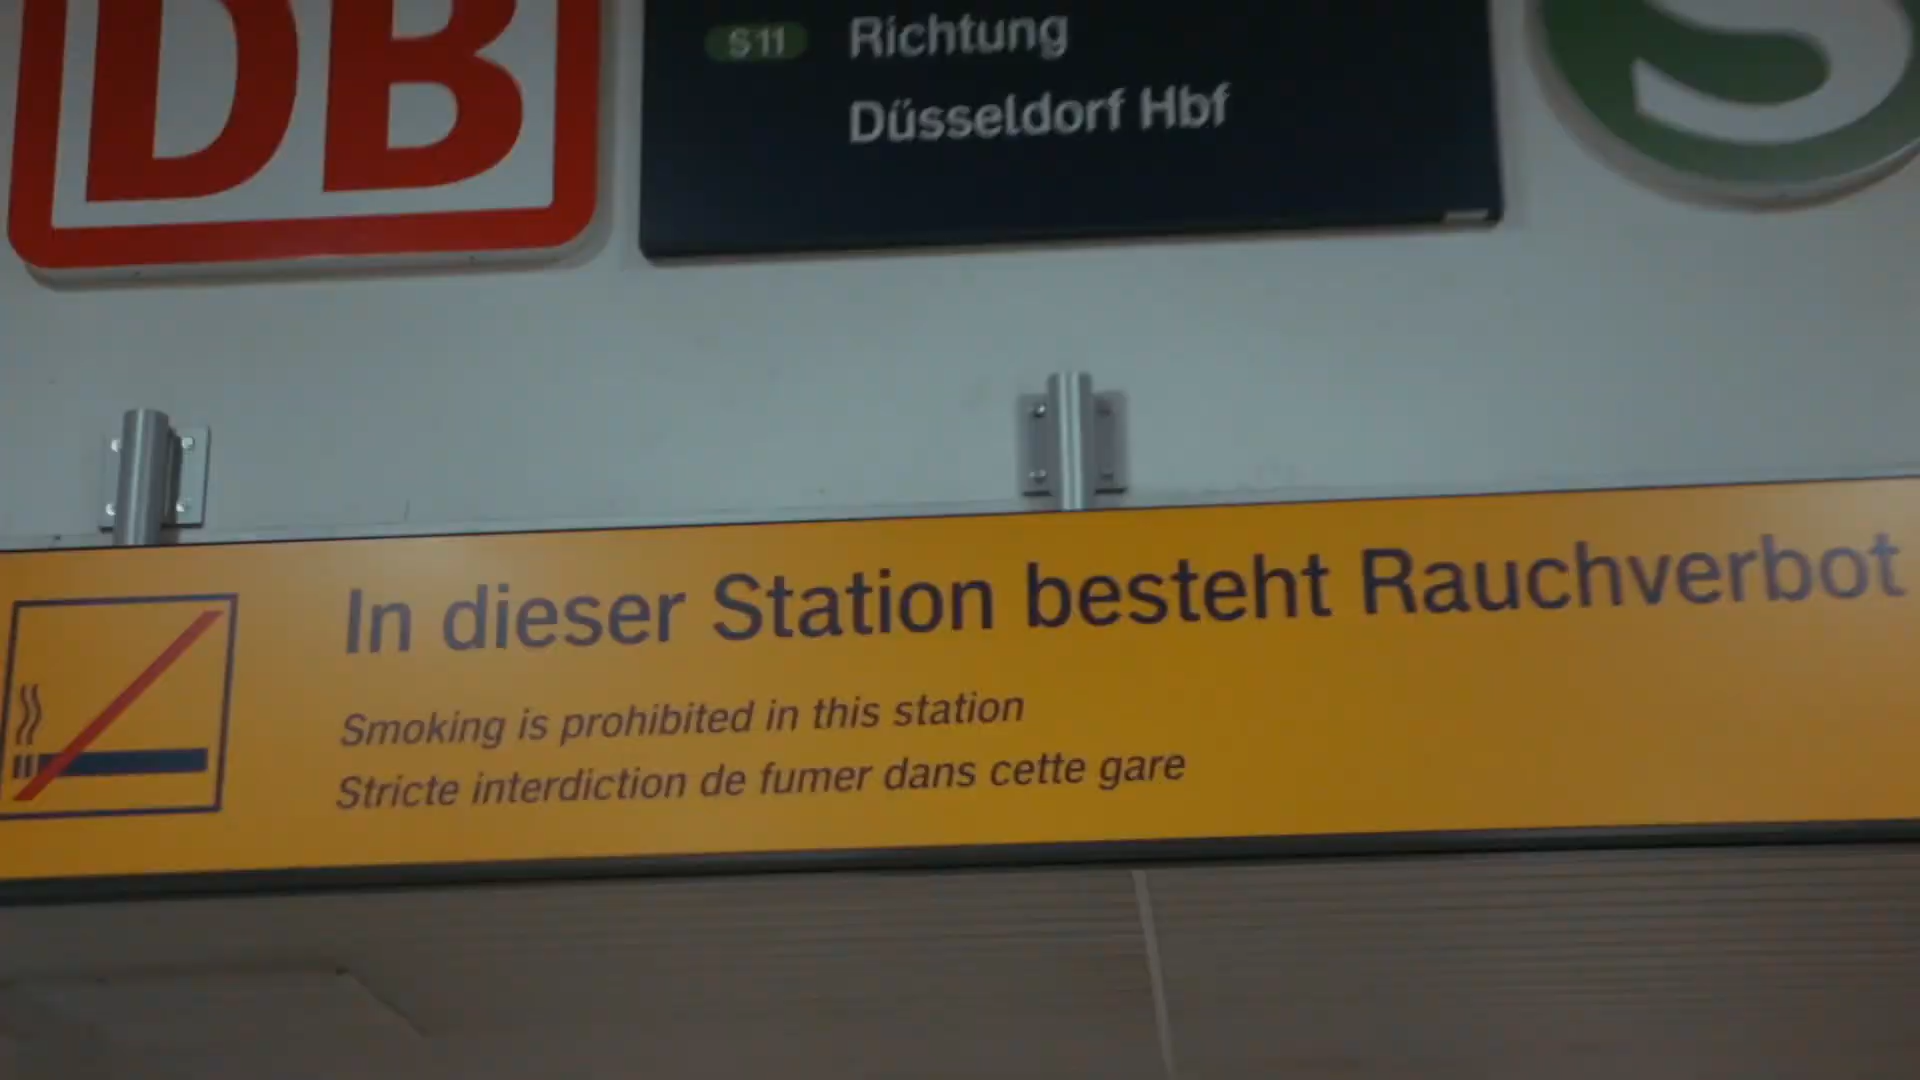 DB
S11 Richtung
Düsseldorf Hbf
S
In dieser Station besteht Rauchverbot
Smoking is prohibited in this station
Stricte interdiction de fumer dans cette gare